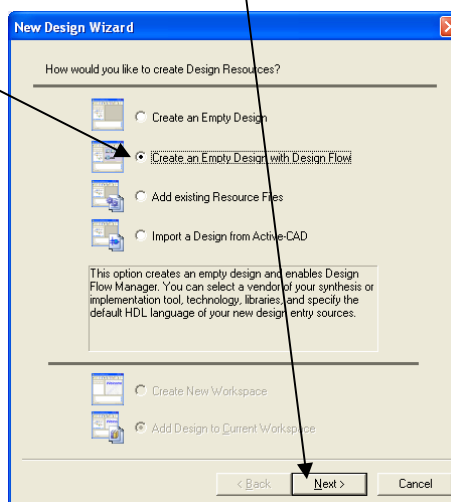 New Design Wizard
How would you like to create Design Resources?
Create an Empty Design
Create an Empty Design with Design Flow
Add existing Resource Files
Import a Design from Active-CAD
This option creates an empty design and enables Design
Flow Manager. You can select a vendor of your synthesis or
implementation tool, technology, libraries, and specify the
default HDL language of your new design entry sources.
Create New Workspace
Add Design to Current Workspace
< Back Next > Cancel